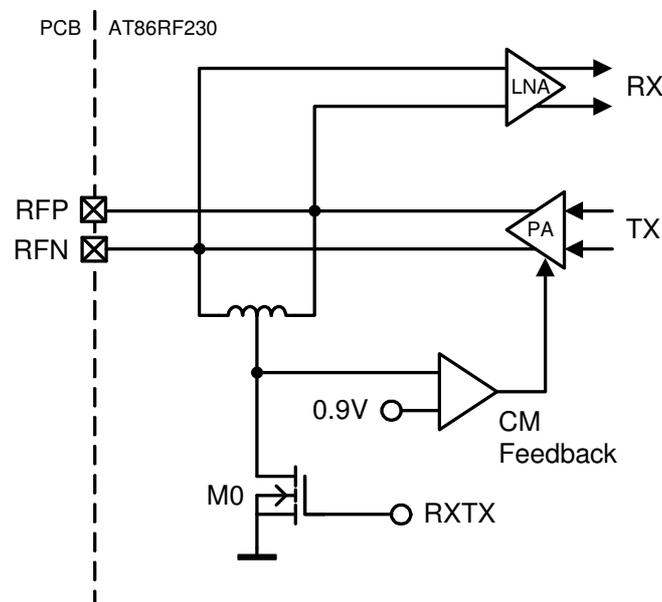 PCB AT86RF230
LNA
RX
RFP
RFN
PA
TX
0.9V
CM
Feedback
M0
RXTX